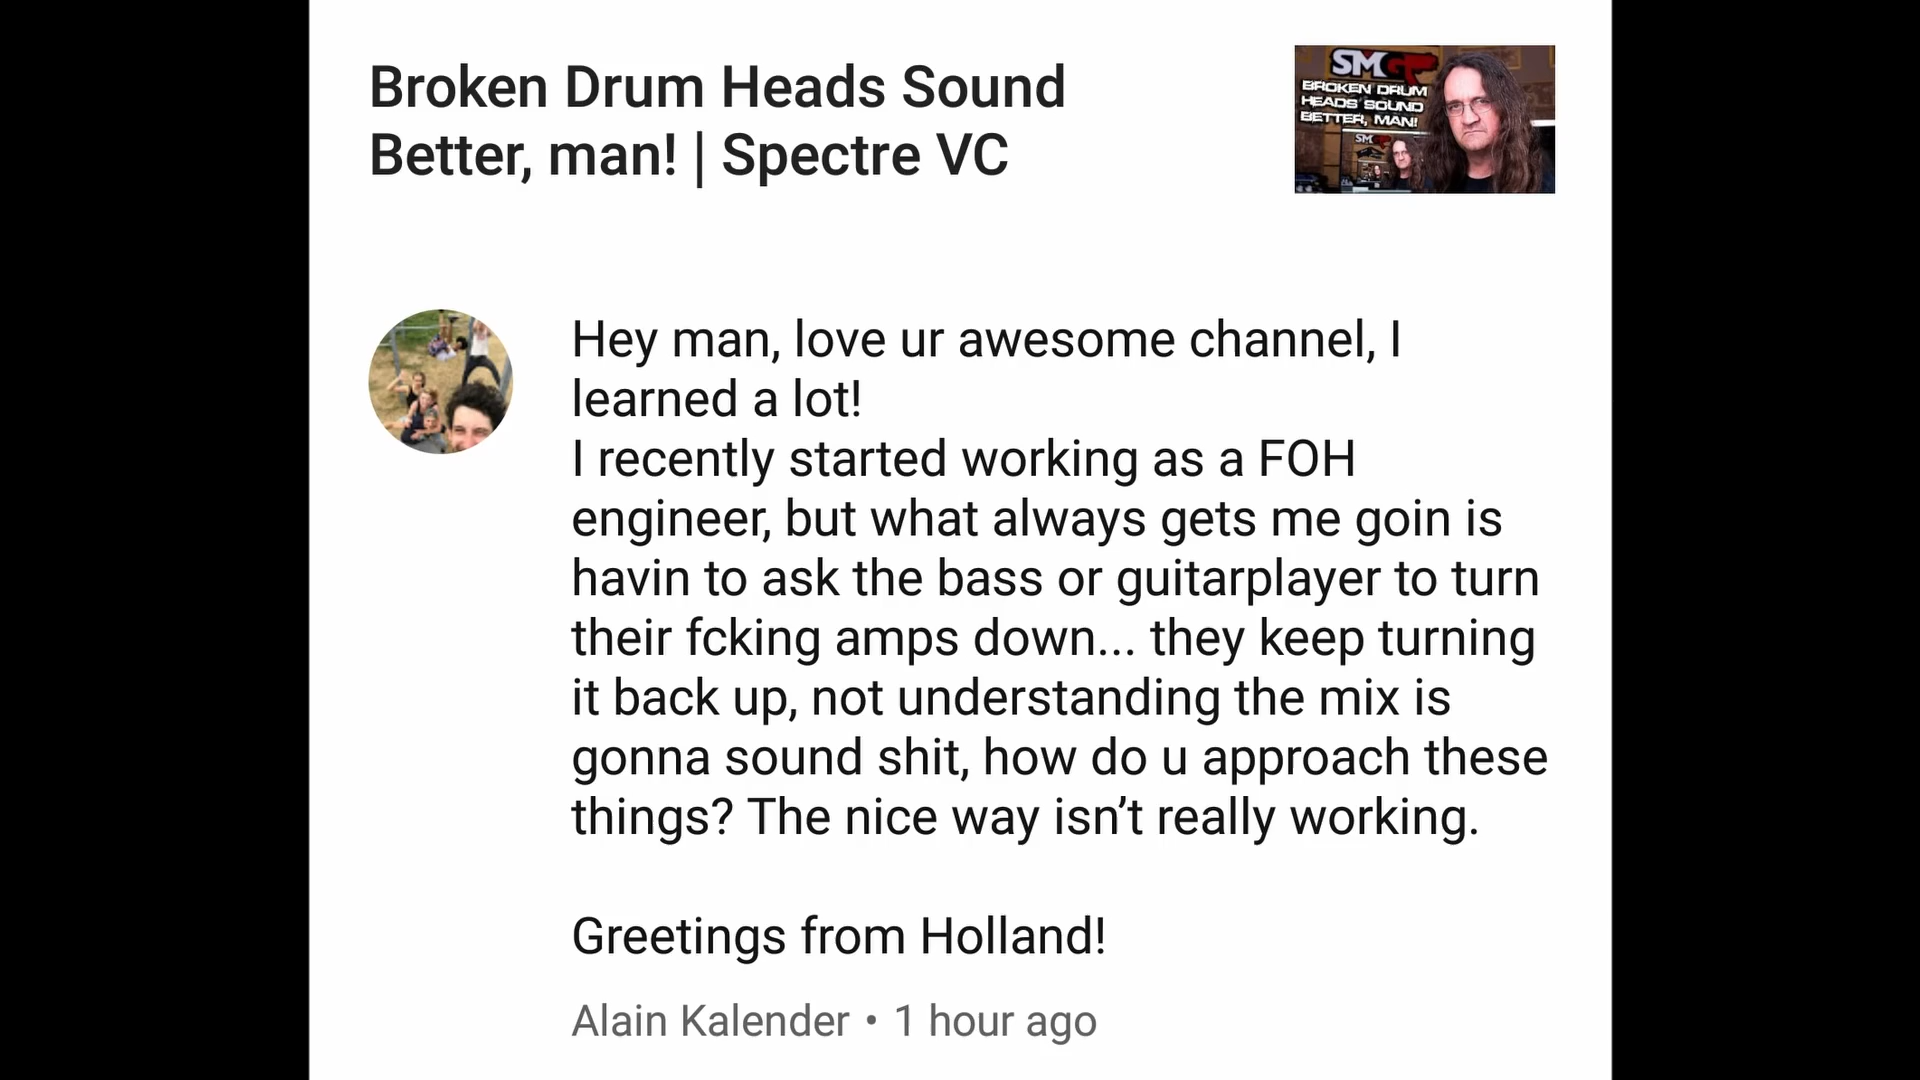 Broken Drum Heads Sound
Better, man! | Spectre VC
SMG
BROKEN DRUM
HEADS SOUND
BETTER, MAN!
Hey man, love ur awesome channel, I
learned a lot!
I recently started working as a FOH
engineer, but what always gets me goin is
havin to ask the bass or guitarplayer to turn
their fcking amps down... they keep turning
it back up, not understanding the mix is
gonna sound shit, how do u approach these
things? The nice way isn’t really working.
Greetings from Holland!
Alain Kalender • 1 hour ago